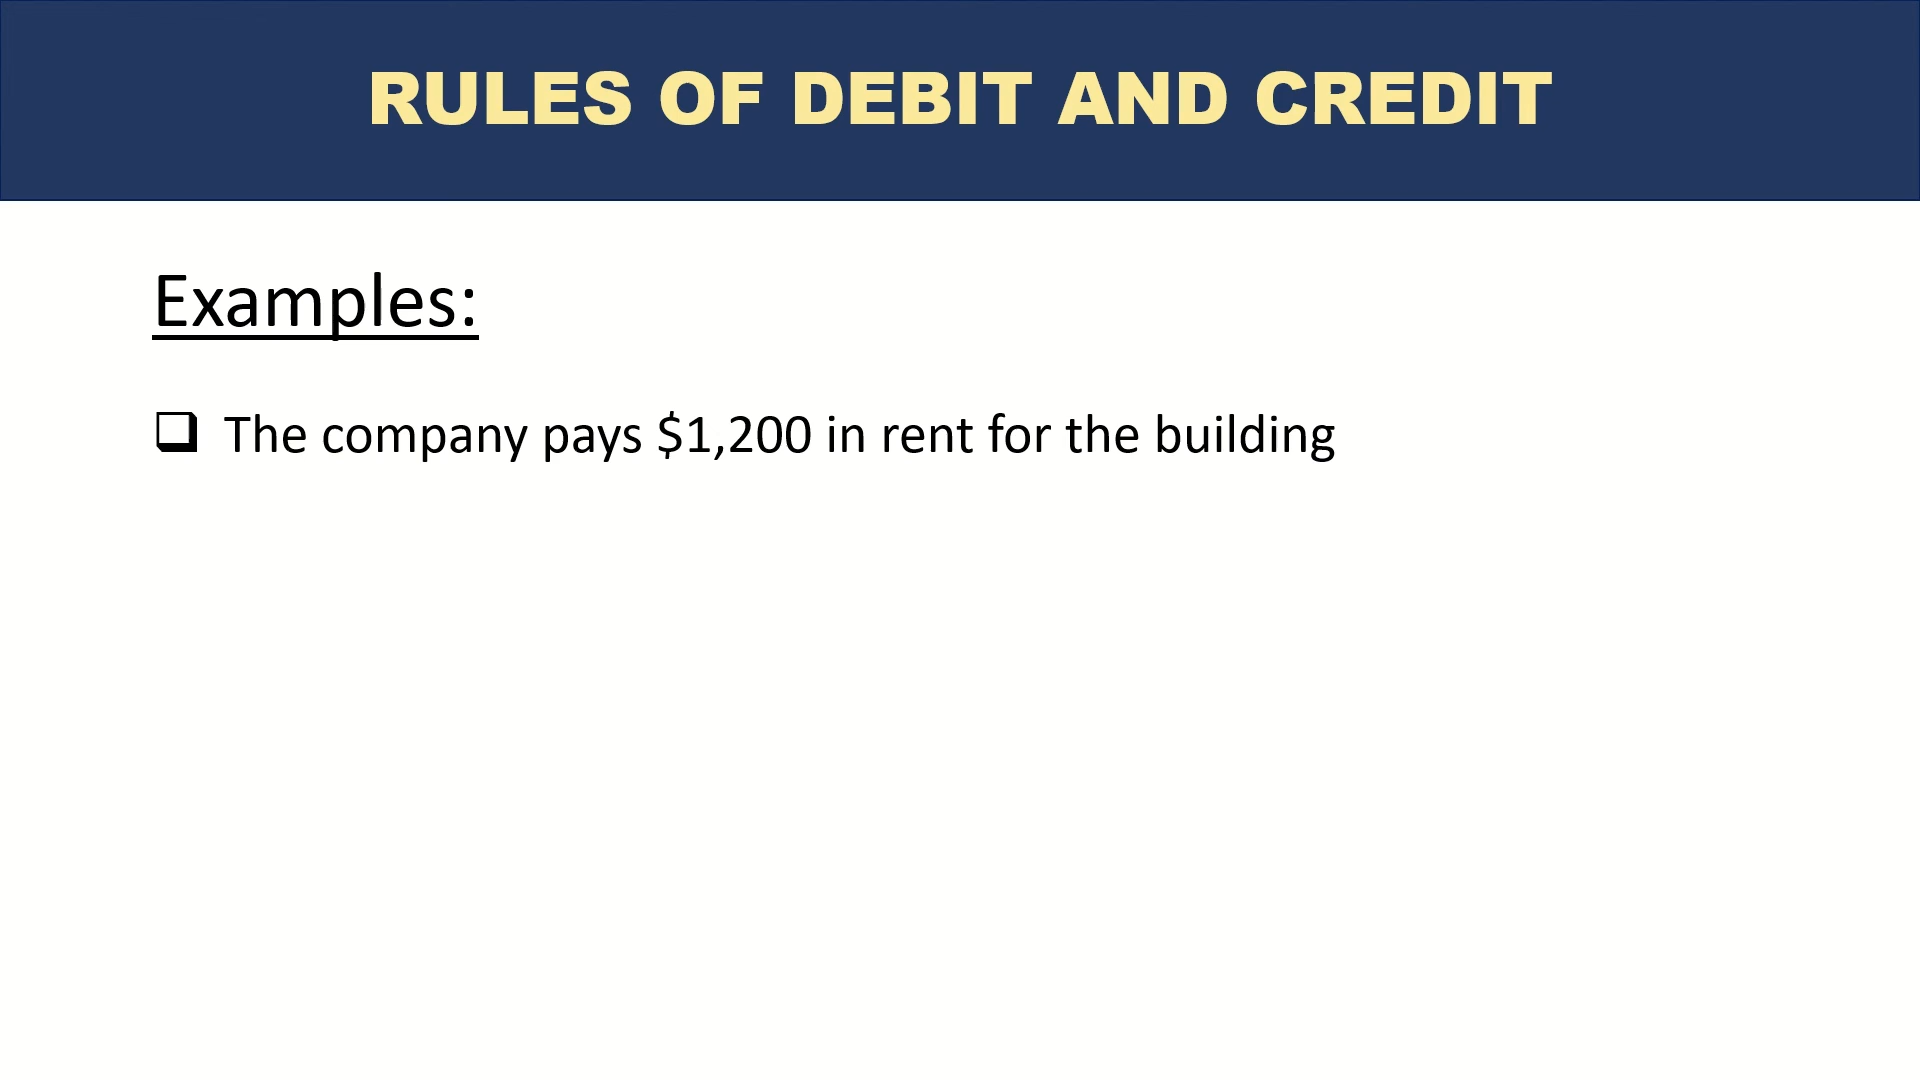 RULES OF DEBIT AND CREDIT
Examples:
The company pays $1,200 in rent for the building